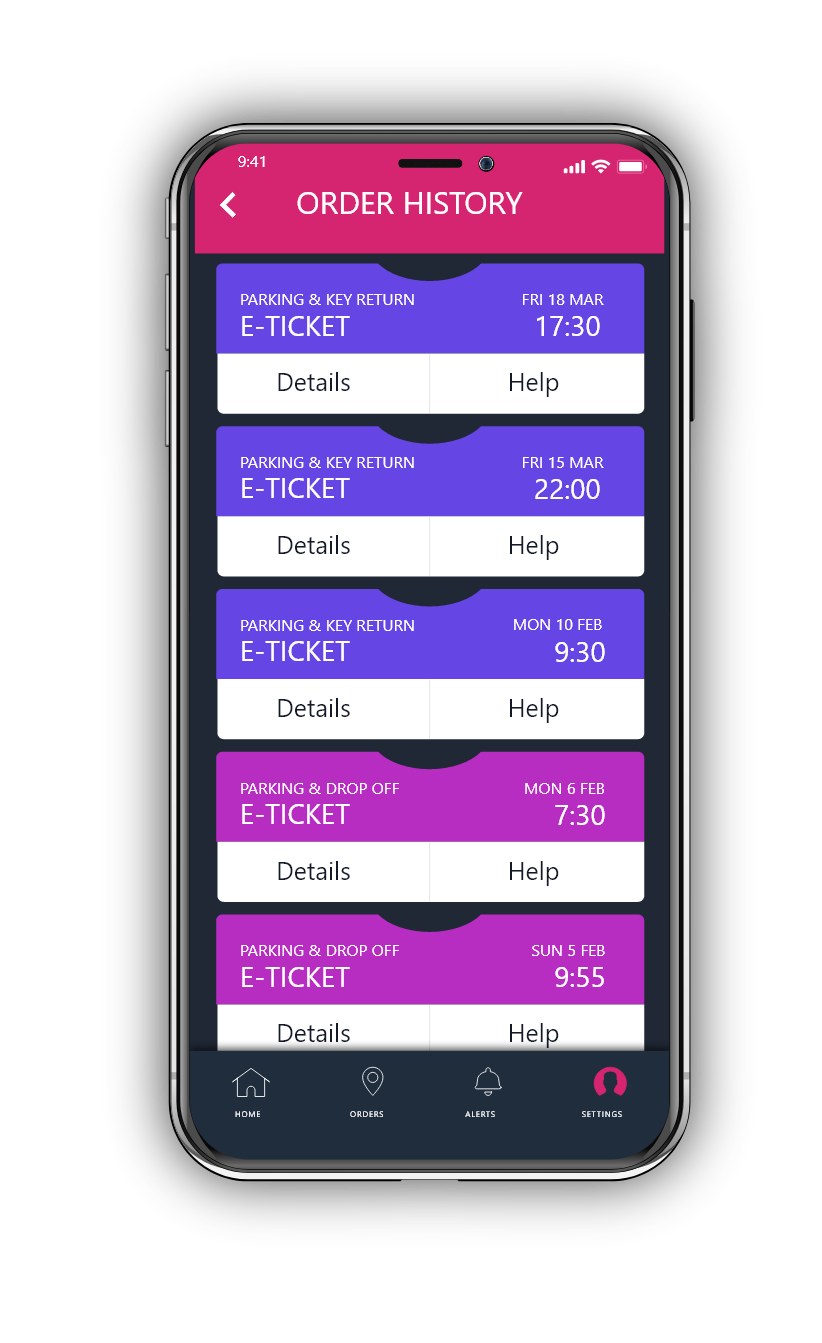 9:41
ORDER HISTORY
PARKING & KEY RETURN FRI 18 MAR
E-TICKET 17:30
Details Help
PARKING & KEY RETURN FRI 15 MAR
E-TICKET 22:00
Details Help
PARKING & KEY RETURN MON 10 FEB
E-TICKET 9:30
Details Help
PARKING & DROP OFF MON 6 FEB
E-TICKET 7:30
Details Help
PARKING & DROP OFF SUN 5 FEB
E-TICKET 9:55
Details Help
HOME ORDERS ALERTS SETTINGS